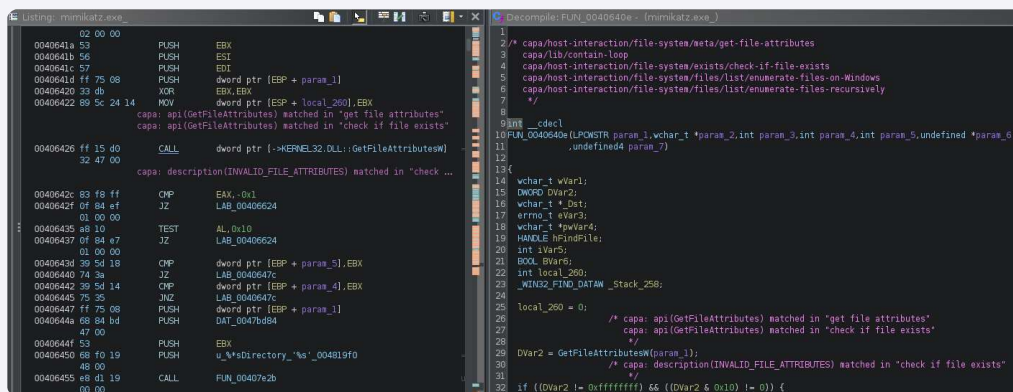 Listing: mimikatz.exe_
02 00 00
0040641a 53 PUSH EBX
0040641b 56 PUSH ESI
0040641c 57 PUSH EDI
0040641d ff 75 08 PUSH dword ptr [EBP + param_1]
00406420 33 db XOR EBX,EBX
00406422 89 5c 24 14 MOV dword ptr [ESP + local_260],EBX
capa: api(GetFileAttributes) matched in "get file attributes"
capa: api(GetFileAttributes) matched in "check if file exists"
00406426 ff 15 d0 CALL dword ptr [->KERNEL32.DLL::GetFileAttributesW]
32 47 00
capa: description(INVALID_FILE_ATTRIBUTES) matched in "check ...
0040642c 83 f8 ff CMP EAX,-0x1
0040642f 0f 84 ef JZ LAB_00406624
01 00 00
00406435 a8 10 TEST AL,0x10
00406437 0f 84 e7 JZ LAB_00406624
01 00 00
0040643d 39 5d 18 CMP dword ptr [EBP + param_5],EBX
00406440 74 3a JZ LAB_0040647c
00406442 39 5d 14 CMP dword ptr [EBP + param_4],EBX
00406445 75 35 JNZ LAB_0040647c
00406447 ff 75 08 PUSH dword ptr [EBP + param_1]
0040644a 68 84 bd PUSH DAT_0047bd84
47 00
0040644f 53 PUSH EBX
00406450 68 f0 19 PUSH u_%*sDirectory_'%s'_004819f0
48 00
00406455 e8 d1 19 CALL FUN_00407e2b
00 00
Decompile: FUN_0040640e - (mimikatz.exe_)
1
2 /* capa/host-interaction/file-system/meta/get-file-attributes
3 capa/lib/contain-loop
4 capa/host-interaction/file-system/exists/check-if-file-exists
5 capa/host-interaction/file-system/files/list/enumerate-files-on-Windows
6 capa/host-interaction/file-system/files/list/enumerate-files-recursively
7 */
8
9 int __cdecl
10 FUN_0040640e(LPCWSTR param_1,wchar_t *param_2,int param_3,int param_4,int param_5,undefined *param_6
11 ,undefined4 param_7)
12
13 {
14 wchar_t wVar1;
15 DWORD DVar2;
16 wchar_t *_Dst;
17 errno_t eVar3;
18 wchar_t *pwVar4;
19 HANDLE hFindFile;
20 int iVar5;
21 BOOL BVar6;
22 int local_260;
23 _WIN32_FIND_DATAW _Stack_258;
24
25 local_260 = 0;
26 /* capa: api(GetFileAttributes) matched in "get file attributes"
27 capa: api(GetFileAttributes) matched in "check if file exists"
28 */
29 DVar2 = GetFileAttributesW(param_1);
30 /* capa: description(INVALID_FILE_ATTRIBUTES) matched in "check if file exists"
31 */
32 if ((DVar2 != 0xffffffff) && ((DVar2 & 0x10) != 0)) {